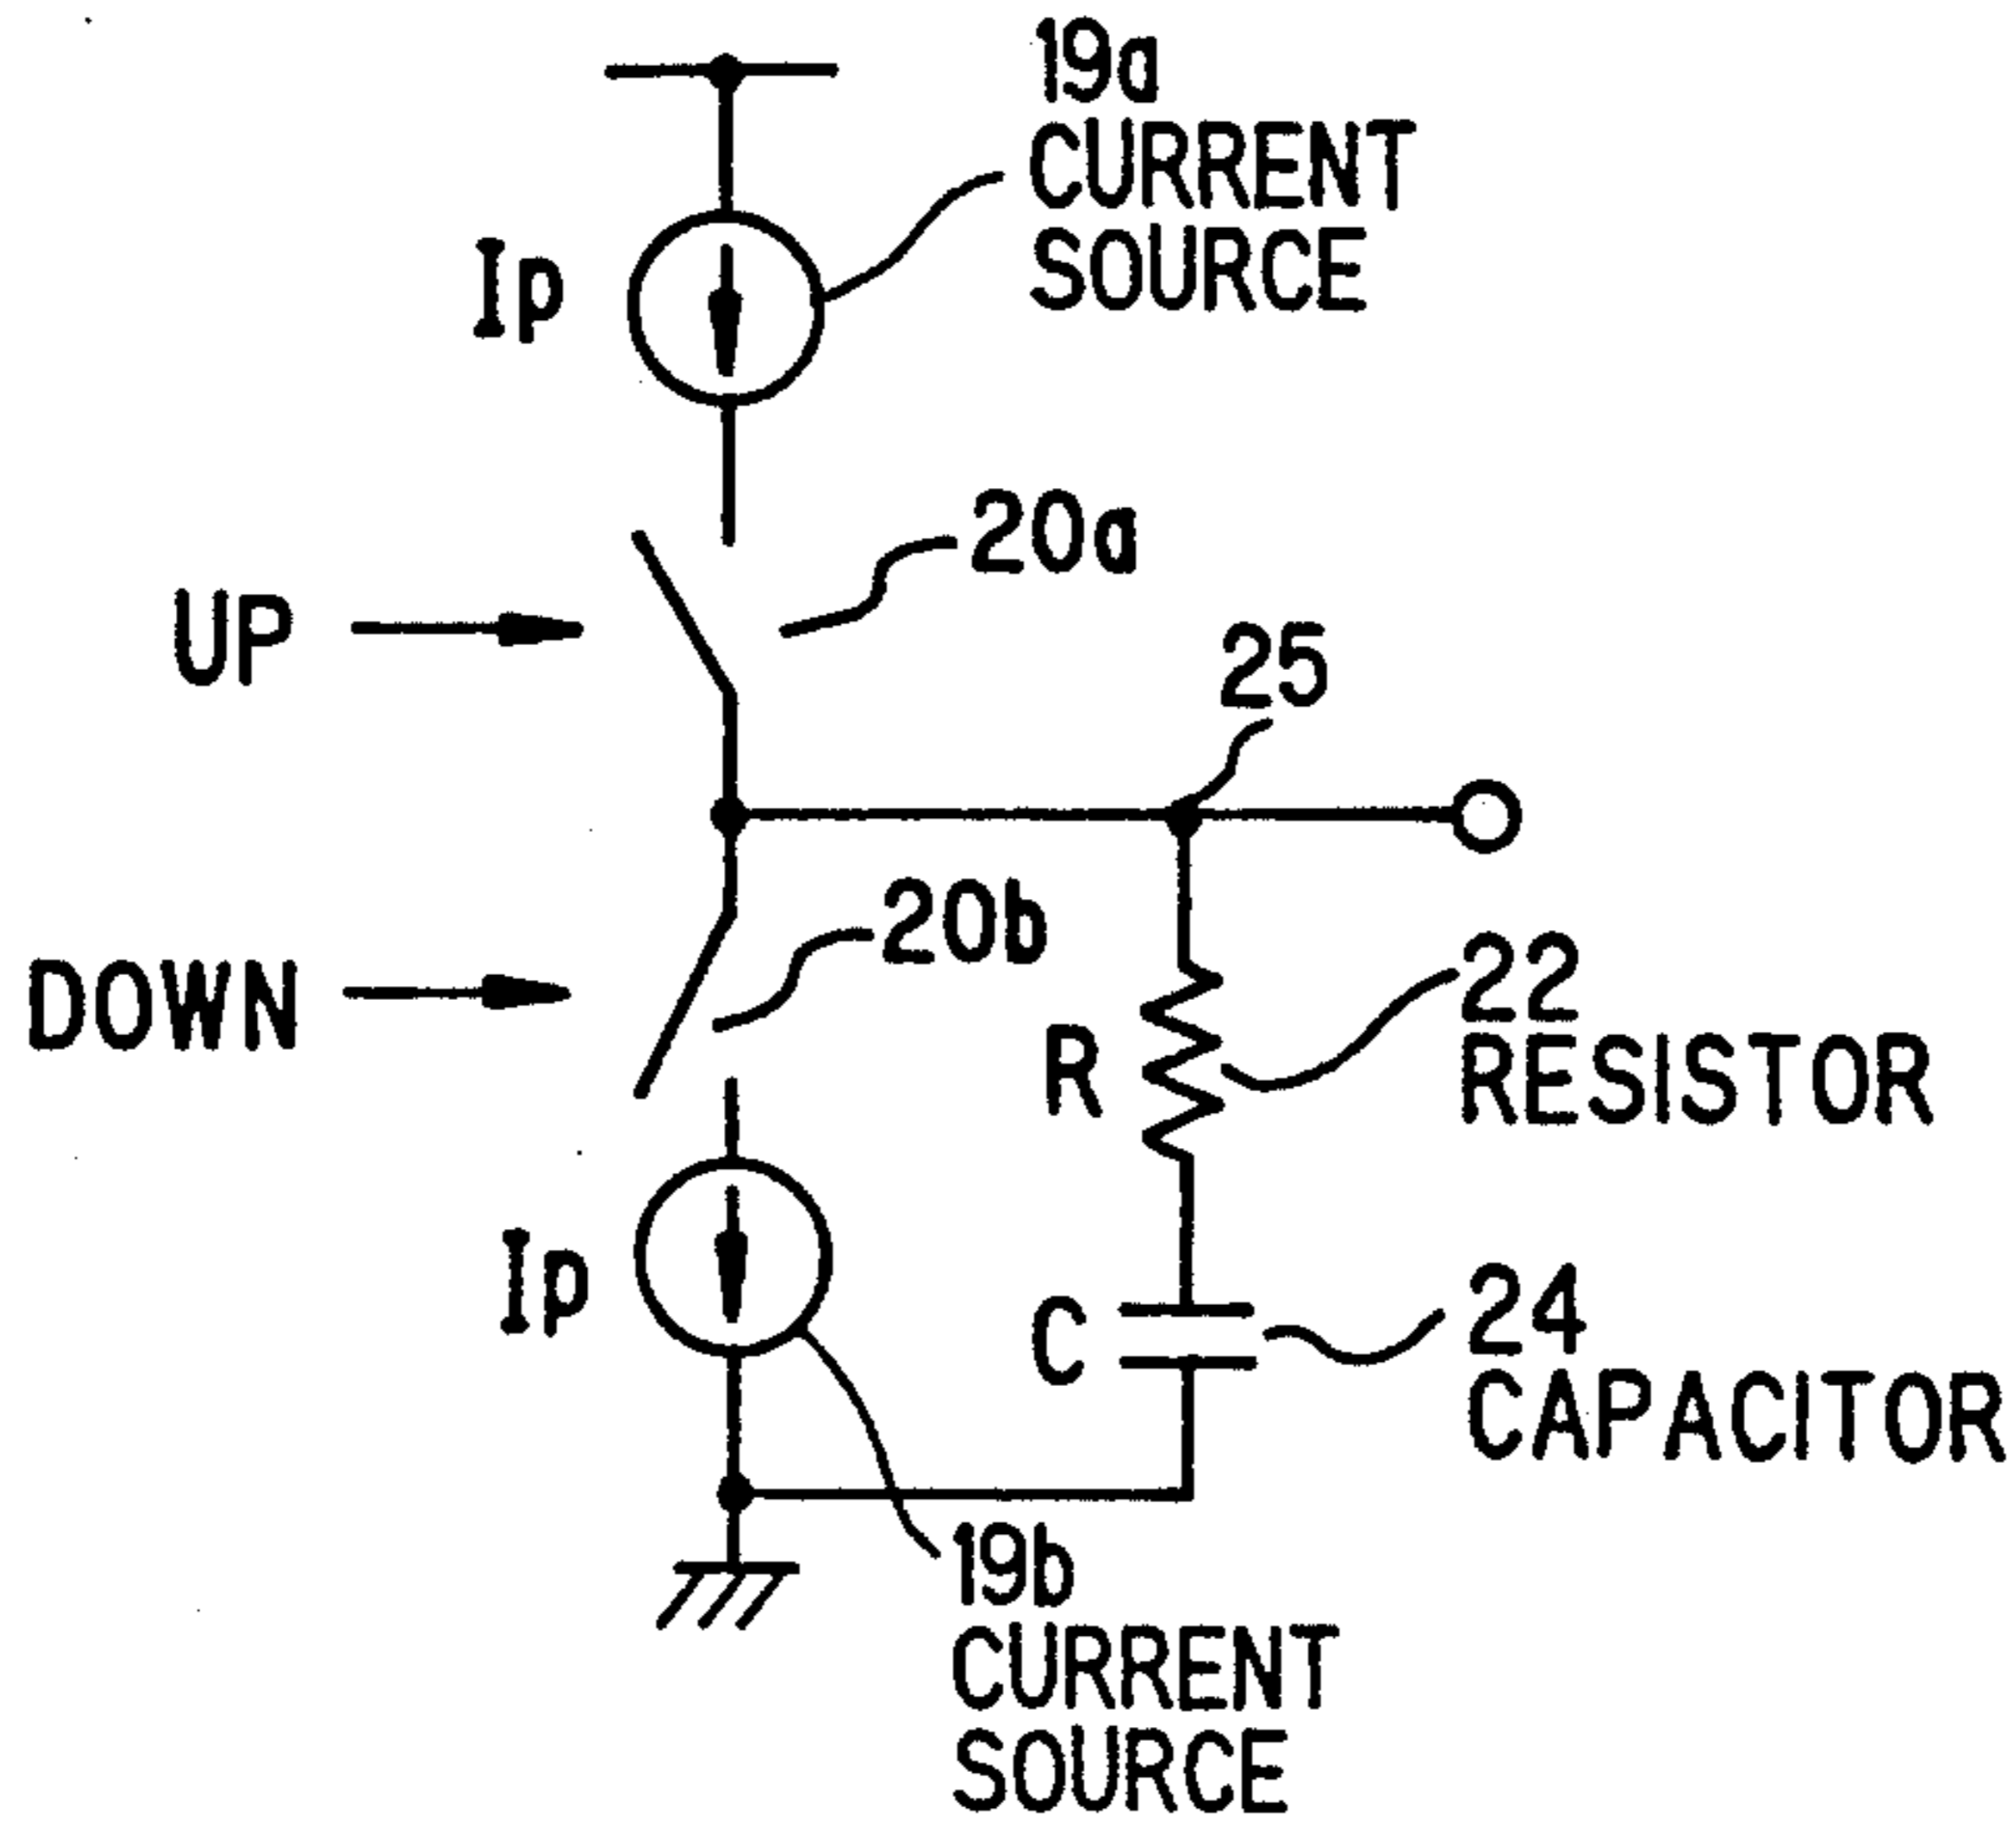 19a
CURRENT
SOURCE
Ip
20a
UP
25
20b
DOWN
22
RESISTOR
R
Ip
24
CAPACITOR
C
19b
CURRENT
SOURCE